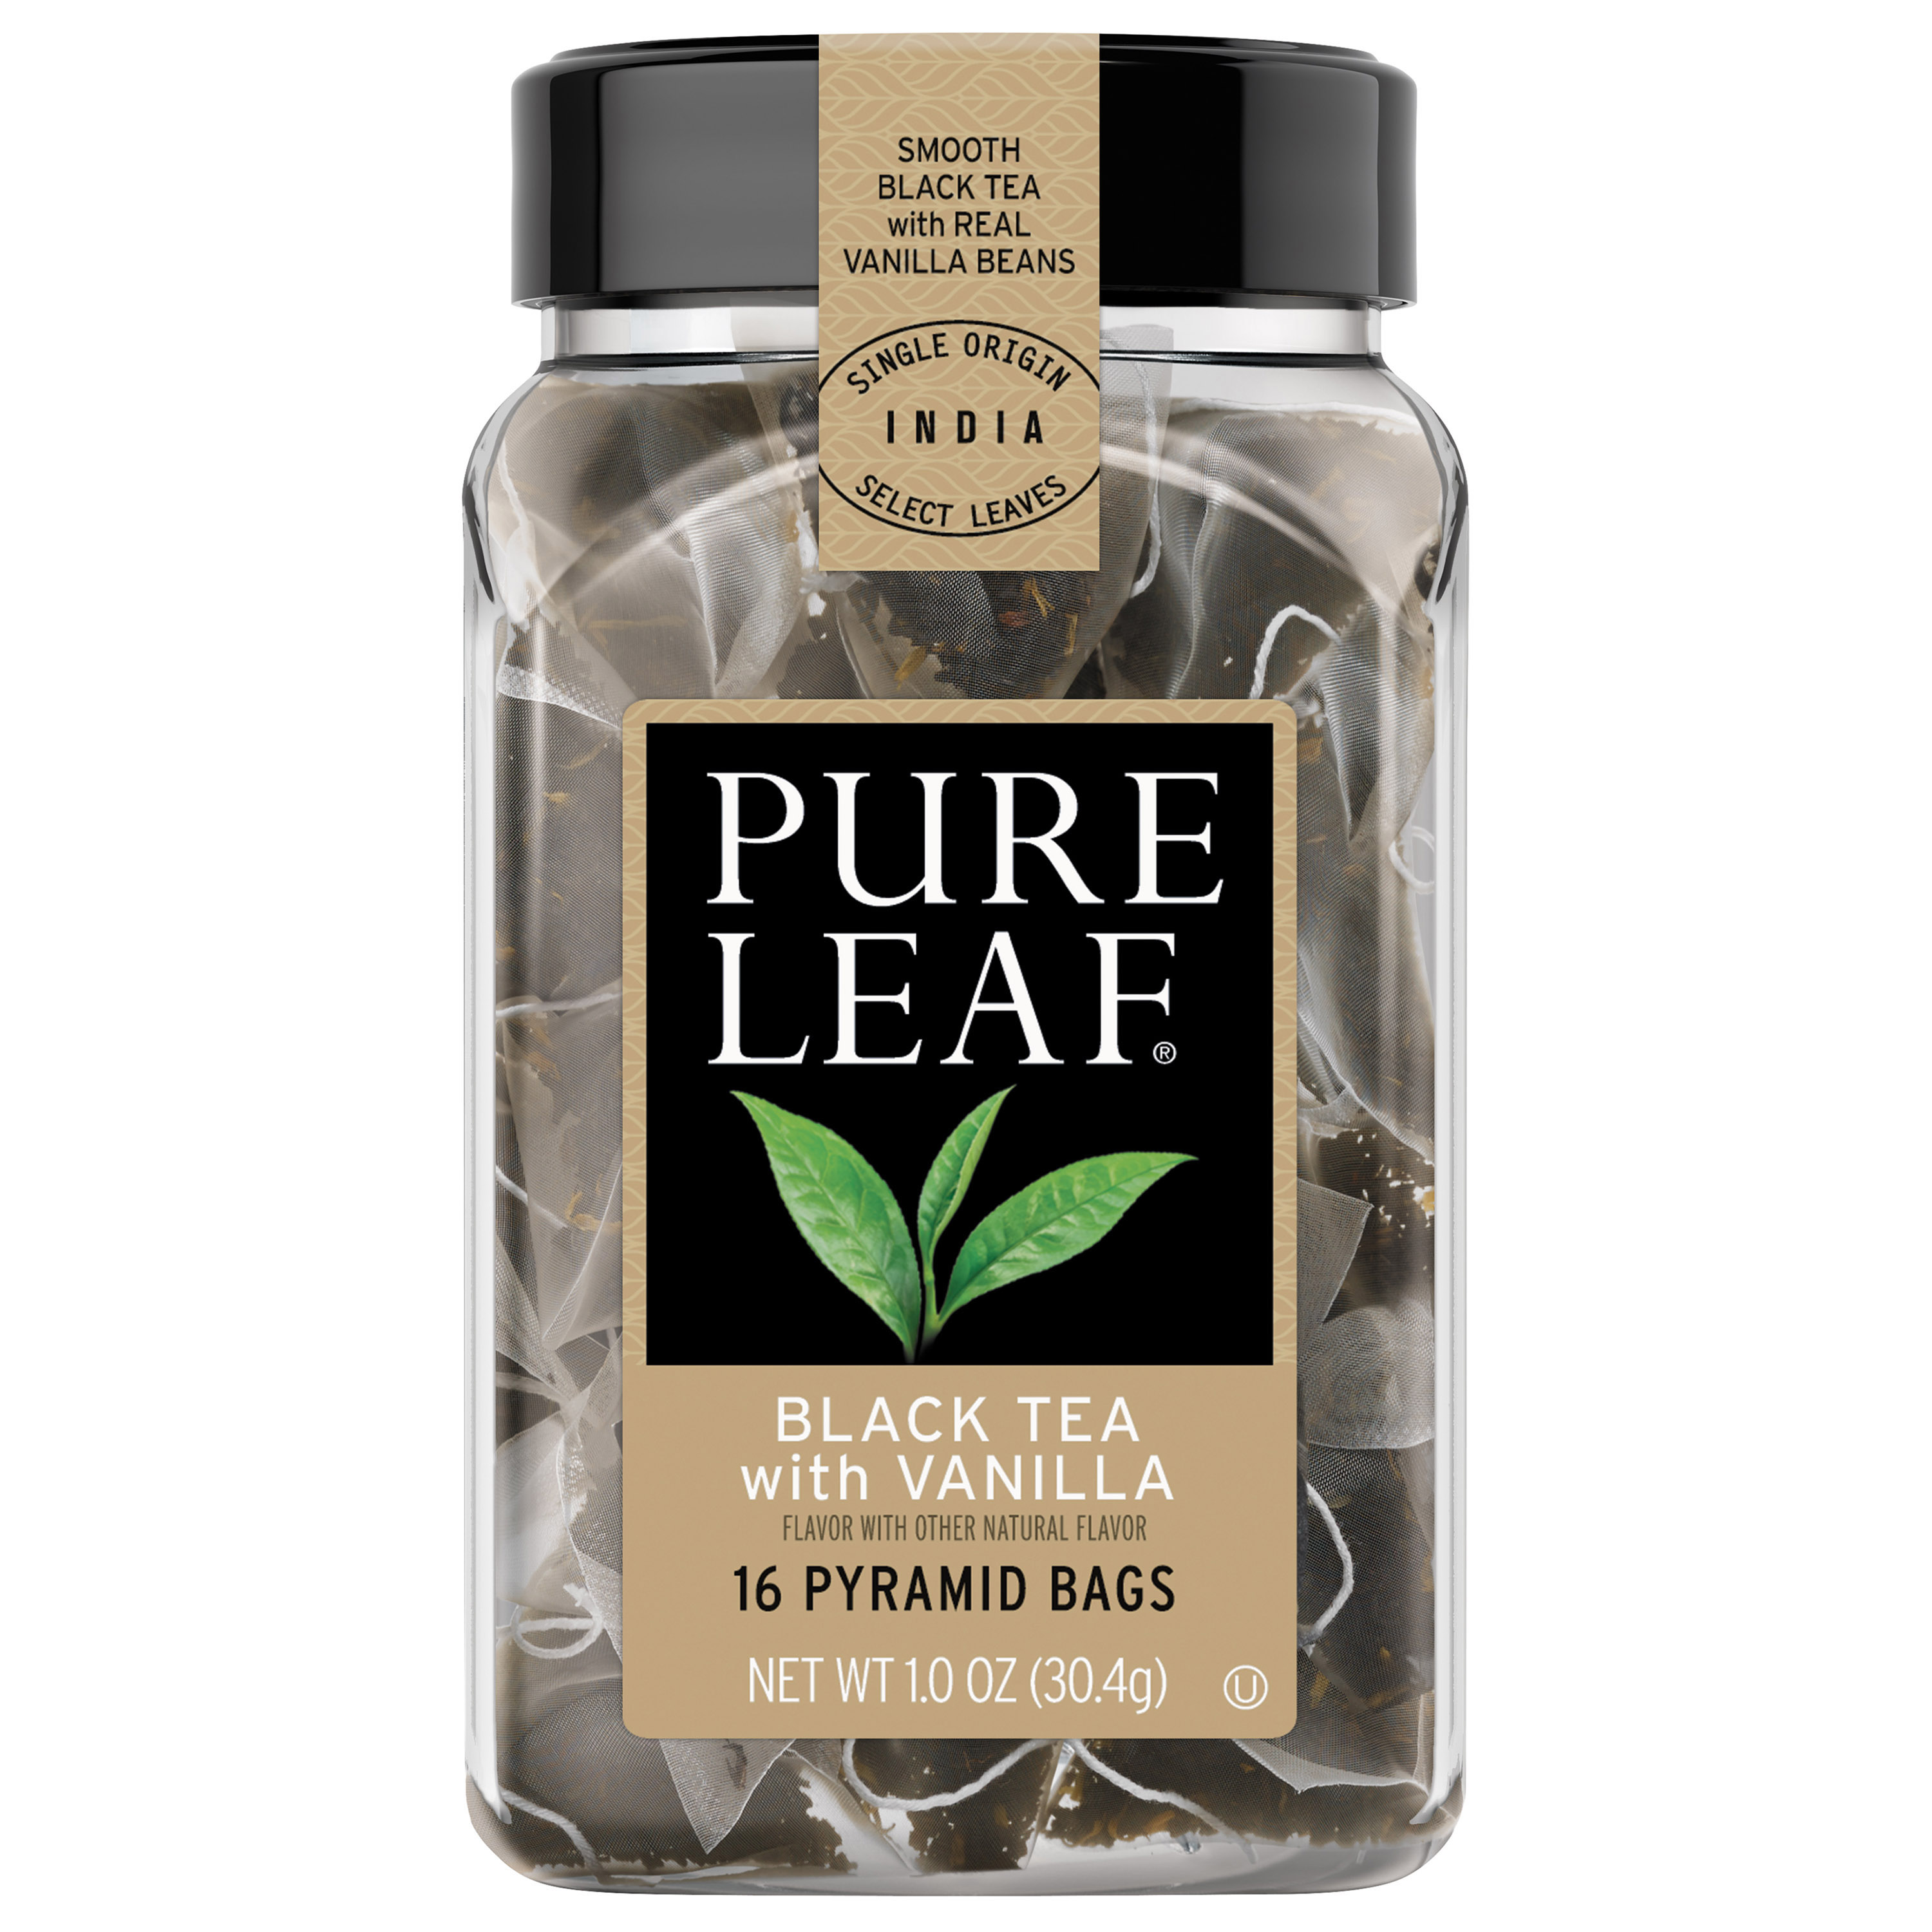 SMOOTH
BLACK TEA
with REAL
VANILLA BEANS
SINGLE ORIGIN
INDIA
SELECT LEAVES
PURE
LEAF®
BLACK TEA
with VANILLA
FLAVOR WITH OTHER NATURAL FLAVOR
16 PYRAMID BAGS
NET WT 1.0 OZ (30.4g)
U